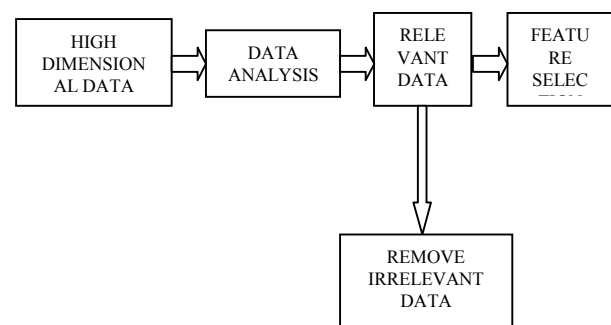 HIGH
DIMENSION
AL DATA
DATA
ANALYSIS
RELE
VANT
DATA
FEATU
RE
SELEC
REMOVE
IRRELEVANT
DATA